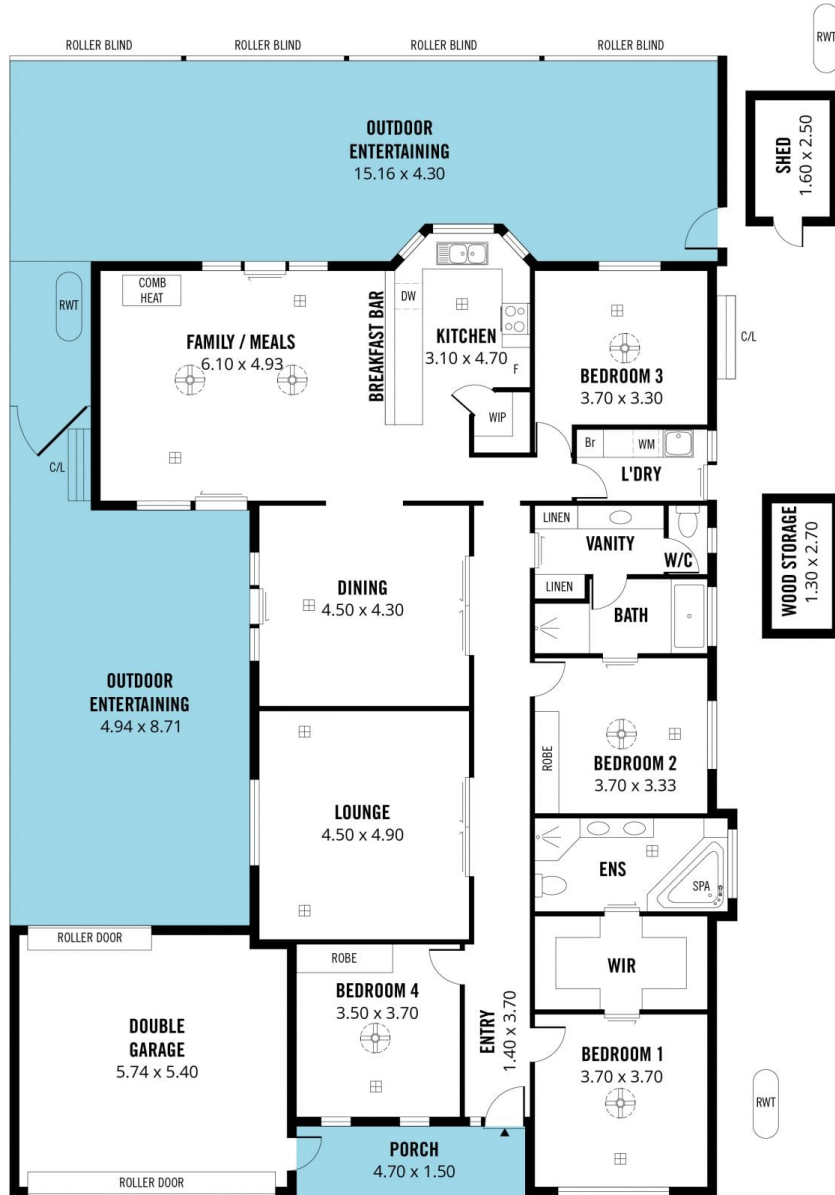 ROLLER BLIND
ROLLER BLIND
ROLLER BLIND
ROLLER BLIND
RWT
OUTDOOR
ENTERTAINING
15.16 x 4.30
SHED
1.60 x 2.50
COMB
HEAT
RWT
FAMILY / MEALS
6.10 x 4.93
BREAKFAST BAR
DW
KITCHEN
3.10 x 4.70
F
WIP
BEDROOM 3
3.70 x 3.30
C/L
C/L
Br
WM
L'DRY
LINEN
VANITY
W/C
LINEN
BATH
WOOD STORAGE
1.30 x 2.70
DINING
4.50 x 4.30
OUTDOOR
ENTERTAINING
4.94 x 8.71
ROBE
BEDROOM 2
3.70 x 3.33
LOUNGE
4.50 x 4.90
ENS
SPA
ROLLER DOOR
ROBE
WIR
BEDROOM 4
3.50 x 3.70
ENTRY
1.40 x 3.70
DOUBLE
GARAGE
5.74 x 5.40
BEDROOM 1
3.70 x 3.70
RWT
PORCH
4.70 x 1.50
ROLLER DOOR